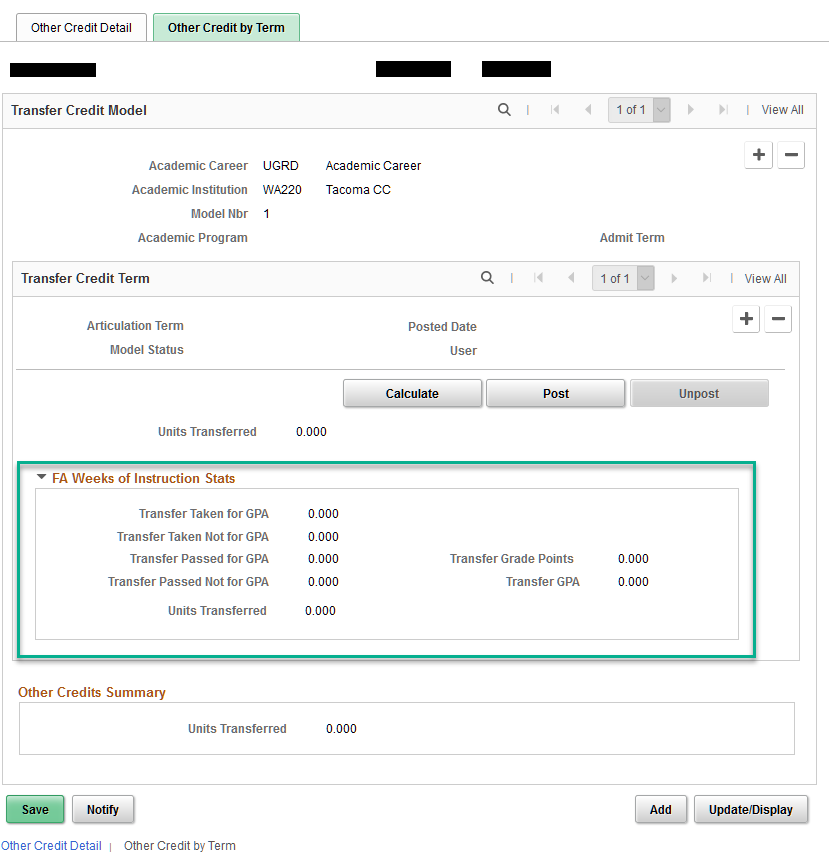 Other Credit Detail Other Credit by Term
Transfer Credit Model 1 of 1 View All
Academic Career UGRD Academic Career
Academic Institution WA220 Tacoma CC
Model Nbr 1
Academic Program Admit Term
Transfer Credit Term 1 of 1 View All
Articulation Term Posted Date
Model Status User
Calculate Post Unpost
Units Transferred 0.000
FA Weeks of Instruction Stats
Transfer Taken for GPA 0.000
Transfer Taken Not for GPA 0.000
Transfer Passed for GPA 0.000 Transfer Grade Points 0.000
Transfer Passed Not for GPA 0.000 Transfer GPA 0.000
Units Transferred 0.000
Other Credits Summary
Units Transferred 0.000
Save Notify Add Update/Display
Other Credit Detail | Other Credit by Term